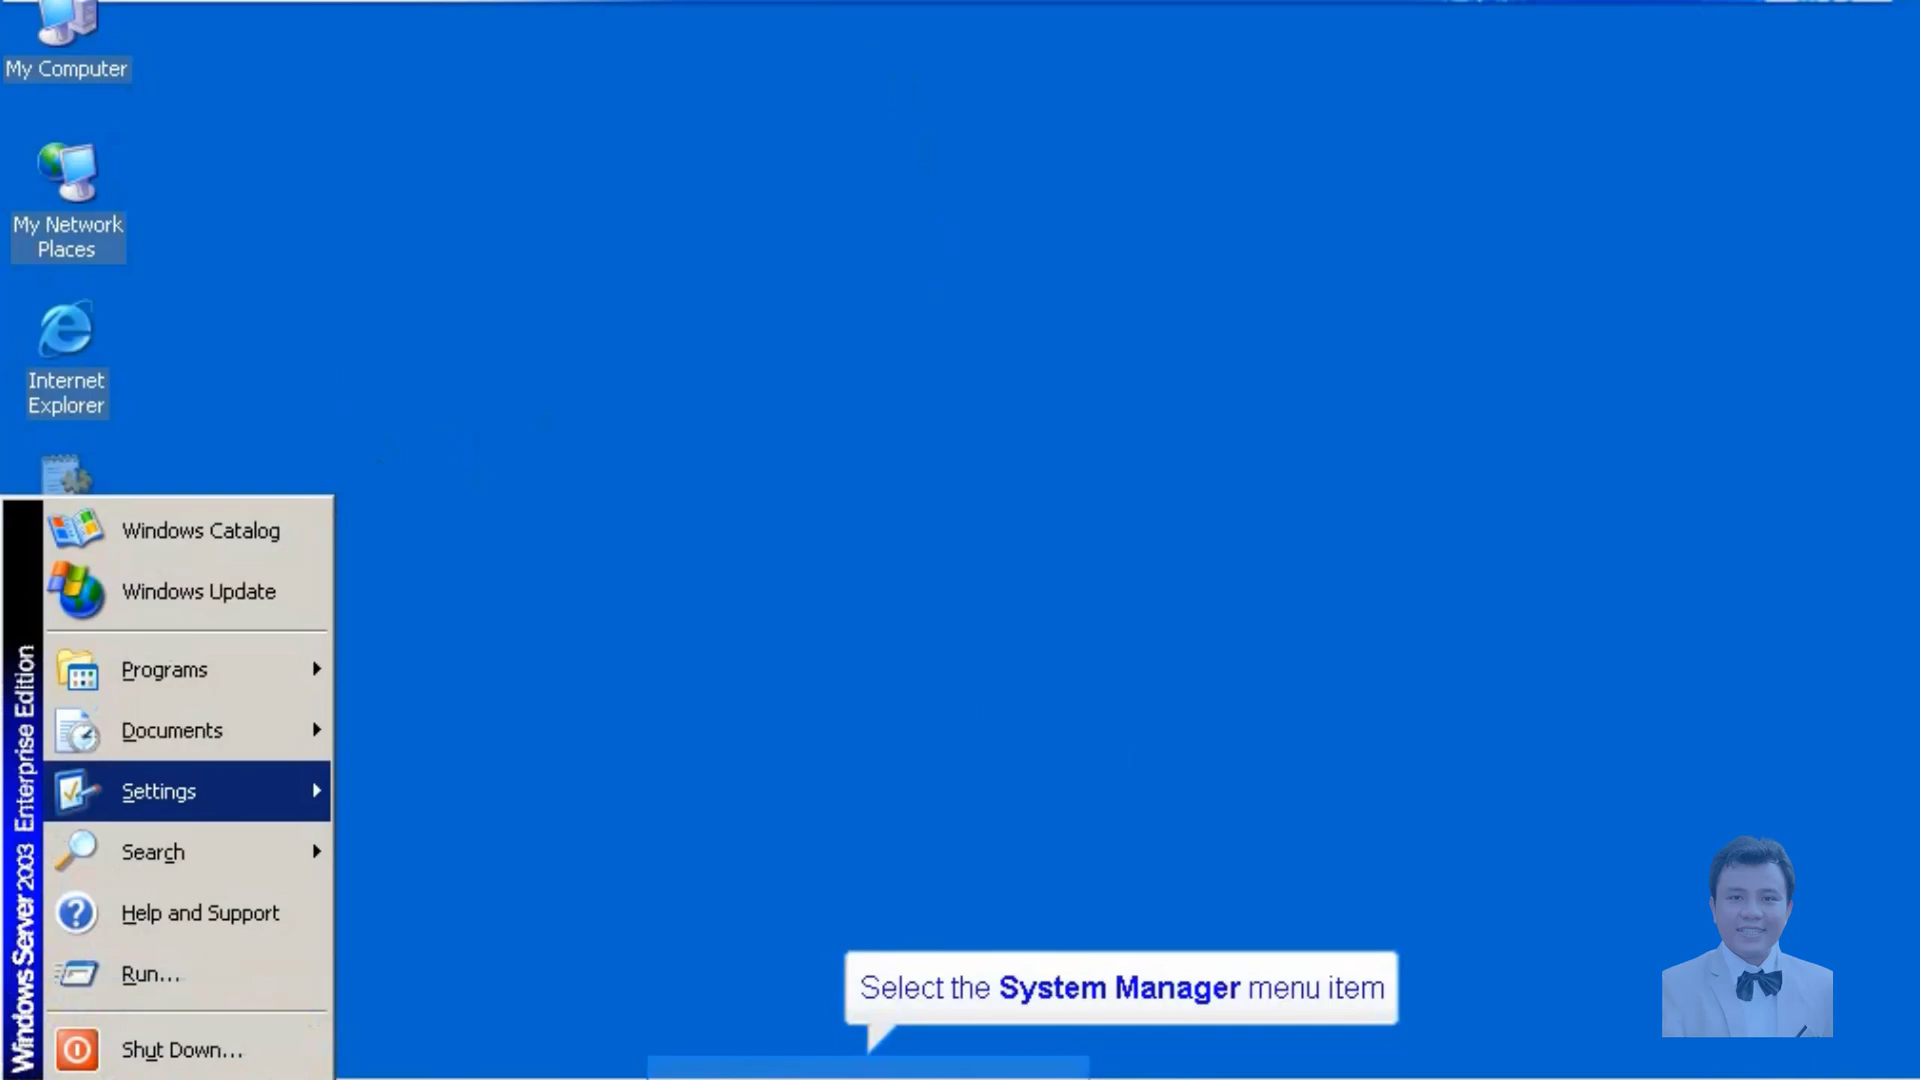 My Computer
My Network
Places
Internet
Explorer
Windows Catalog
Windows Update
Programs
Documents
Settings
Search
Help and Support
Run...
Shut Down...
Windows Server 2003 Enterprise Edition
Select the System Manager menu item